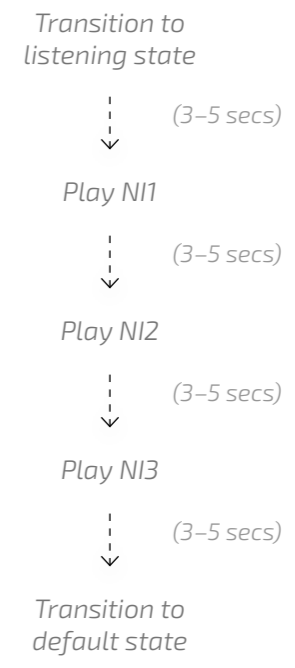 Transition to
listening state
(3–5 secs)
Play NI1
(3–5 secs)
Play NI2
(3–5 secs)
Play NI3
(3–5 secs)
Transition to
default state